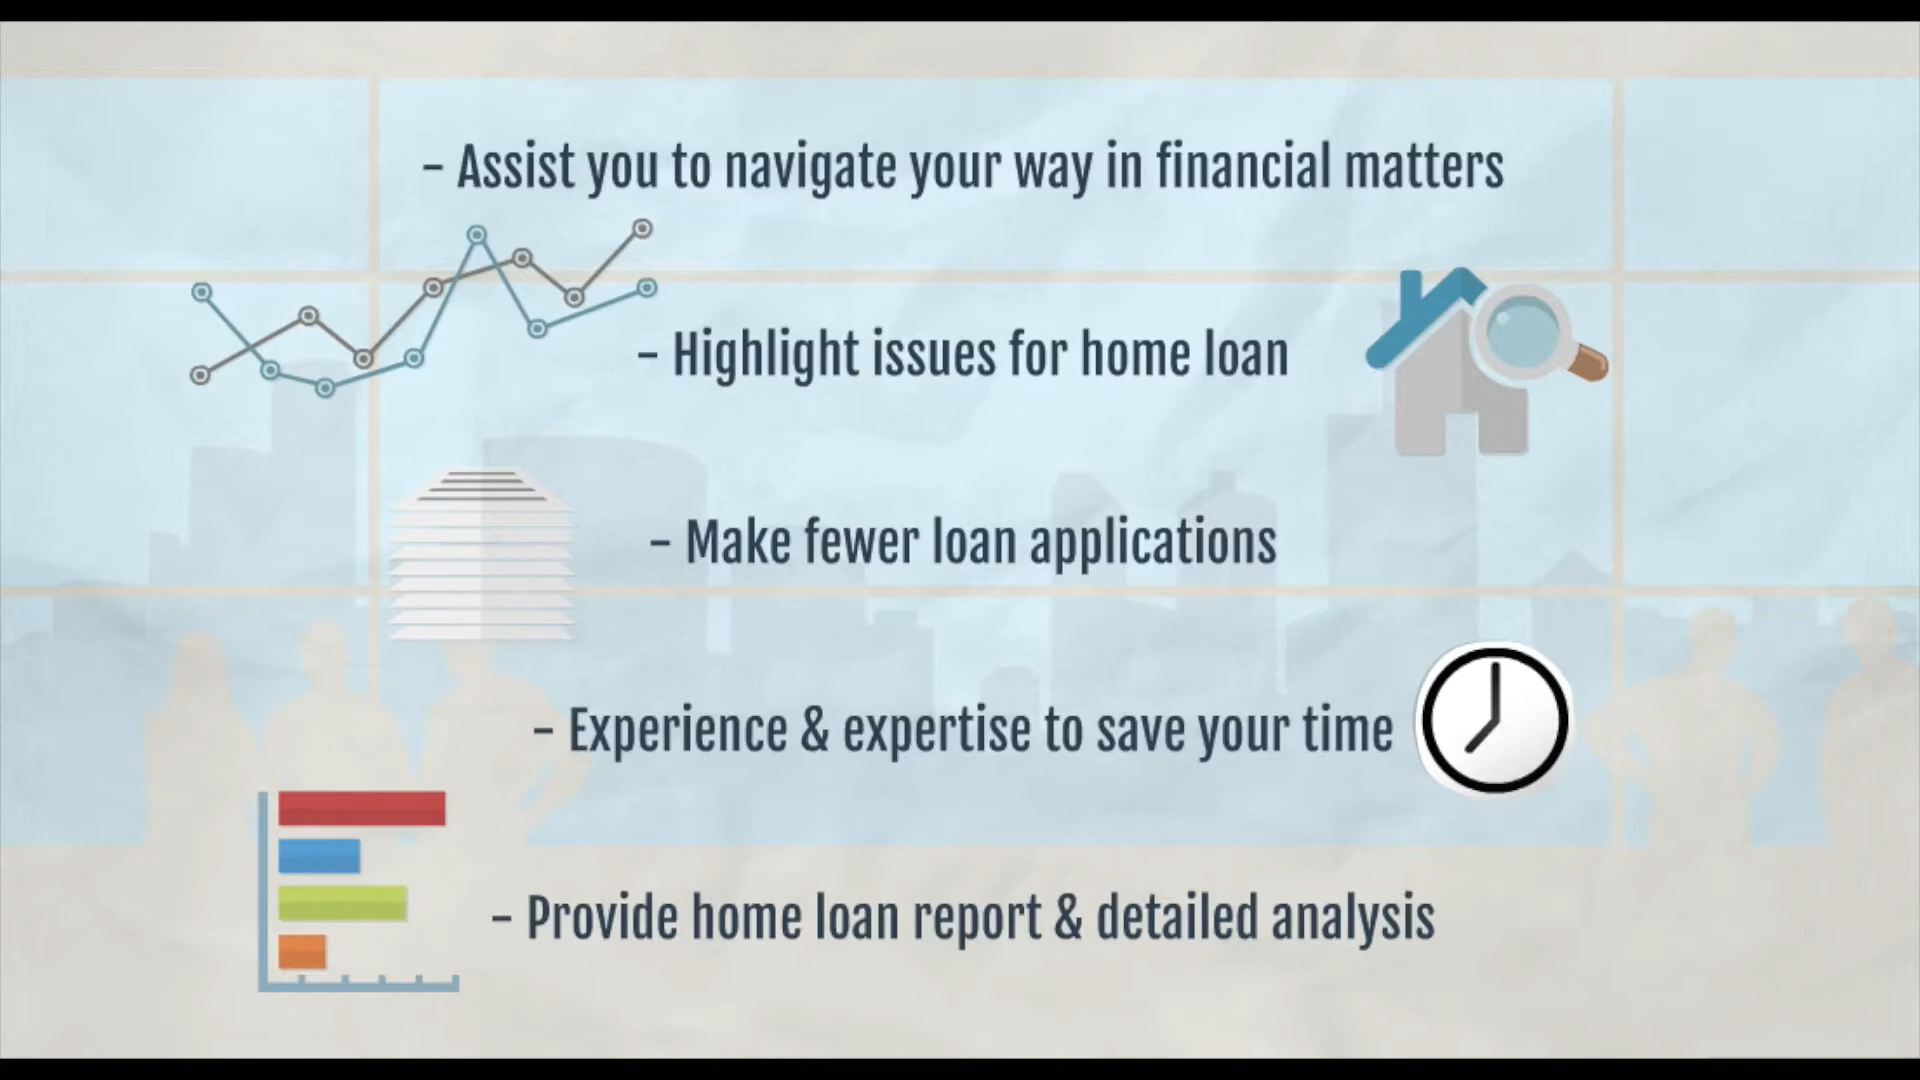 - Assist you to navigate your way in financial matters
- Highlight issues for home loan
- Make fewer loan applications
- Experience & expertise to save your time
- Provide home loan report & detailed analysis